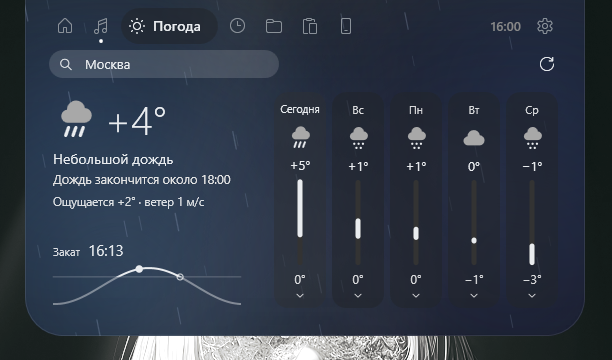 Погода
16:00
Москва
+4°
Небольшой дождь
Дождь закончится около 18:00
Ощущается +2° · ветер 1 м/с
Закат 16:13
Сегодня Вс Пн Вт Ср
+5° +1° +1° 0° −1°
0° 0° 0° −1° −3°